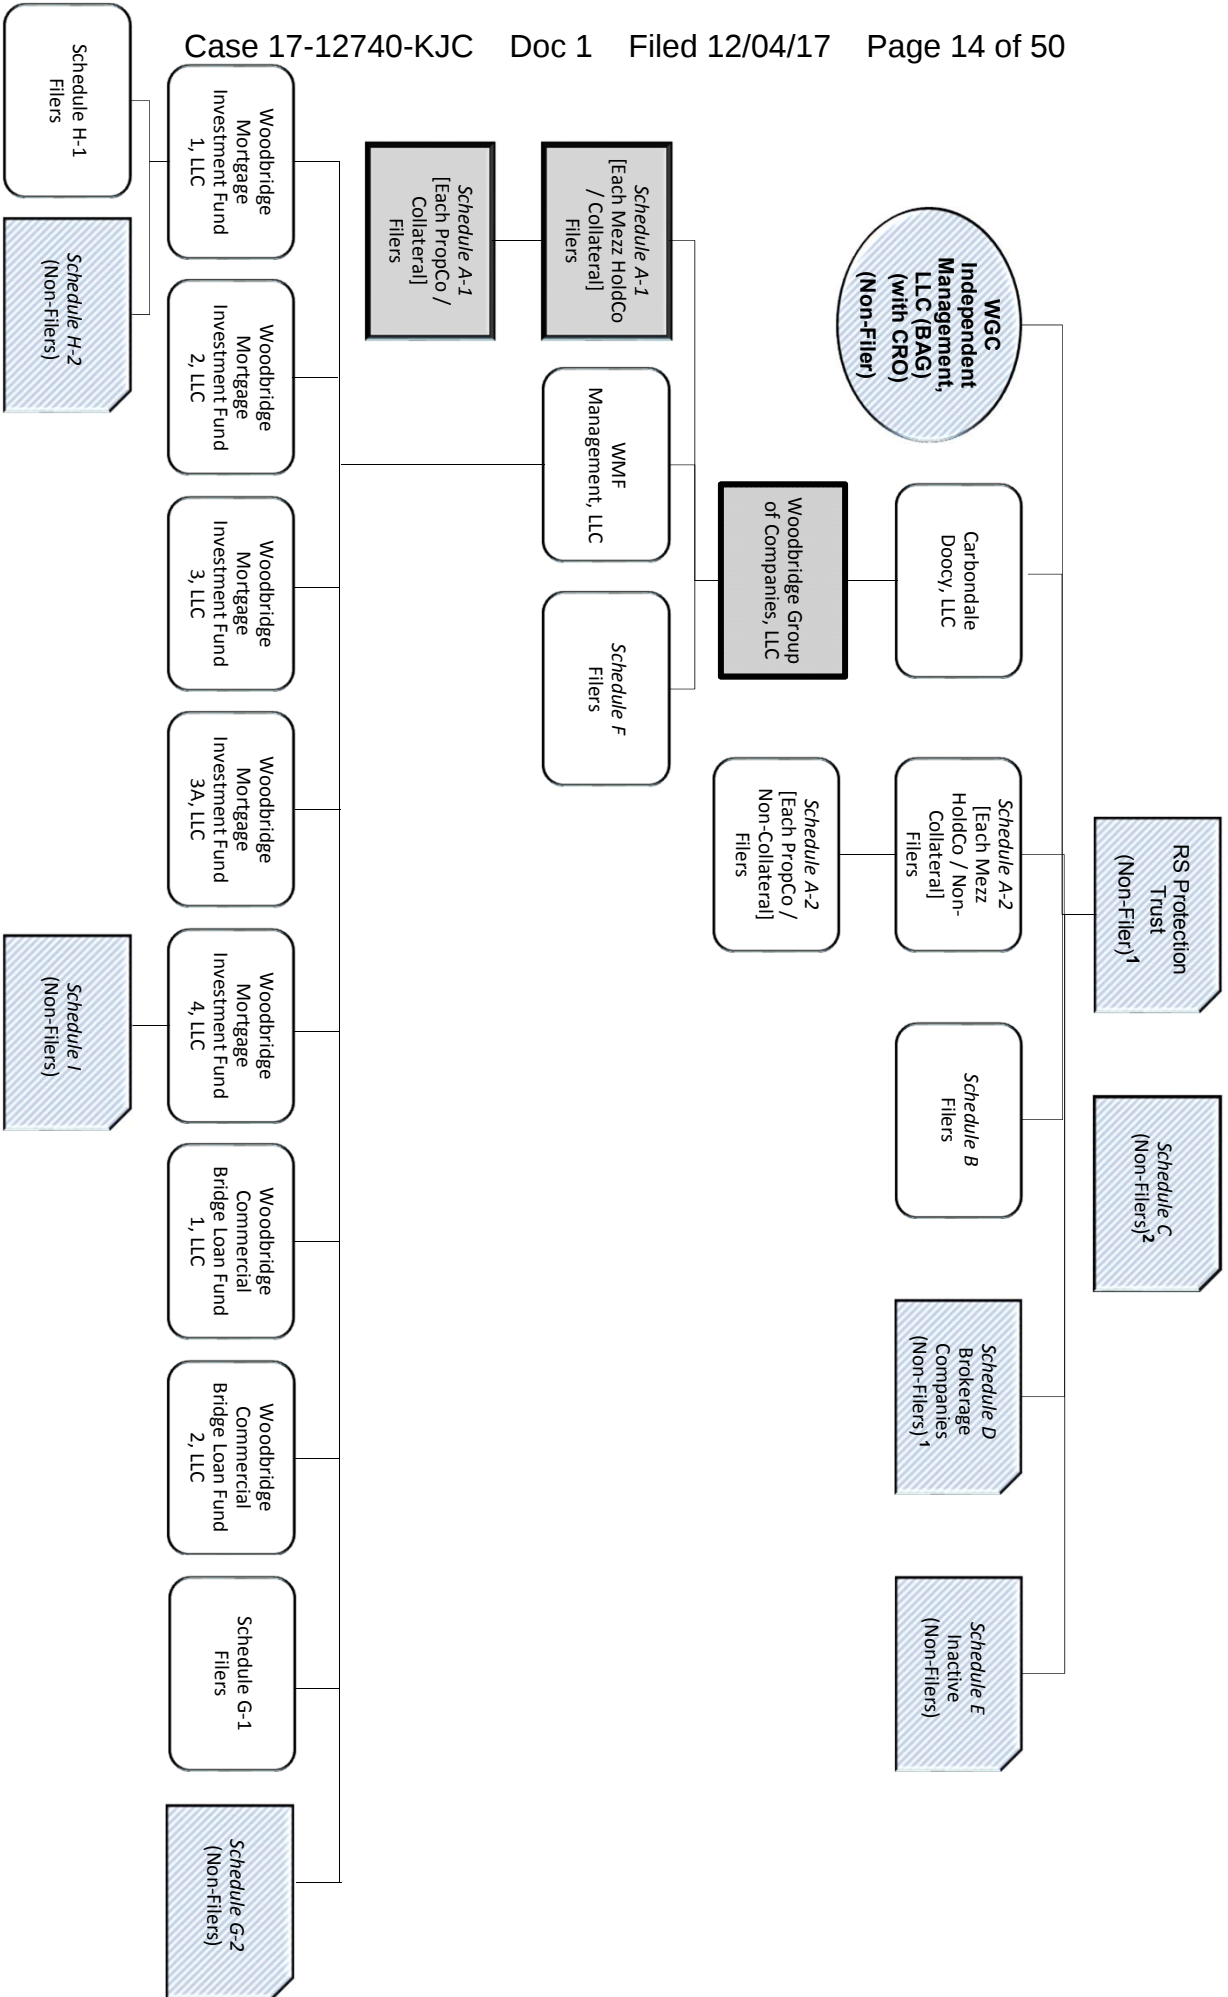 Case 17-12740-KJC Doc 1 Filed 12/04/17 Page 14 of 50
RS Protection
Trust
(Non-Filer)1
Schedule C
(Non-Filers)2
WGC
Independent
Management,
LLC (BAG)
(with CRO)
(Non-Filer)
Carbondale
Doocy, LLC
Schedule A-2
[Each Mezz
HoldCo / Non-
Collateral]
Filers
Schedule B
Filers
Schedule D
Brokerage
Companies
(Non-Filers)1
Schedule E
Inactive
(Non-Filers)
Woodbridge Group
of Companies, LLC
Schedule A-2
[Each PropCo /
Non-Collateral]
Filers
Schedule A-1
[Each Mezz HoldCo
/ Collateral]
Filers
WMF
Management, LLC
Schedule F
Filers
Schedule A-1
[Each PropCo /
Collateral]
Filers
Woodbridge
Mortgage
Investment Fund
1, LLC
Woodbridge
Mortgage
Investment Fund
2, LLC
Woodbridge
Mortgage
Investment Fund
3, LLC
Woodbridge
Mortgage
Investment Fund
3A, LLC
Woodbridge
Mortgage
Investment Fund
4, LLC
Woodbridge
Commercial
Bridge Loan Fund
1, LLC
Woodbridge
Commercial
Bridge Loan Fund
2, LLC
Schedule G-1
Filers
Schedule G-2
(Non-Filers)
Schedule H-1
Filers
Schedule H-2
(Non-Filers)
Schedule I
(Non-Filers)